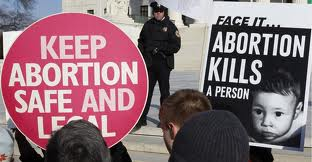 KEEP
ABORTION
SAFE AND
LEGAL
FACE IT...
ABORTION
KILLS
A PERSON